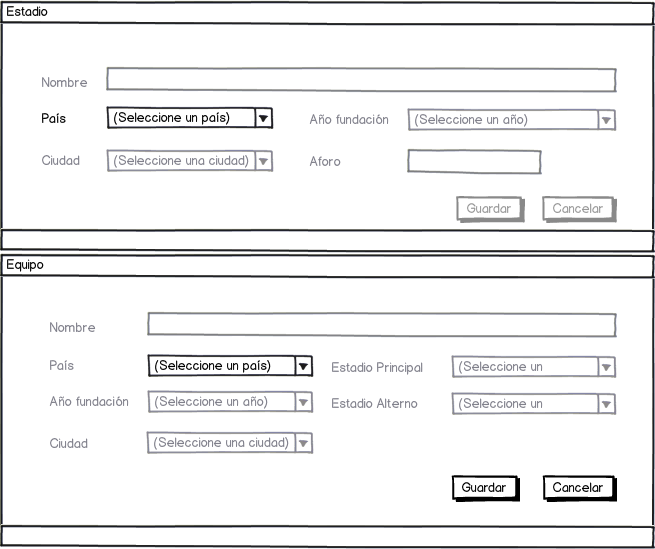 Estadio
Nombre
País (Seleccione un país) Año fundación (Seleccione un año)
Ciudad (Seleccione una ciudad) Aforo
Guardar Cancelar
Equipo
Nombre
País (Seleccione un país) Estadio Principal (Seleccione un
Año fundación (Seleccione un año) Estadio Alterno (Seleccione un
Ciudad (Seleccione una ciudad)
Guardar Cancelar